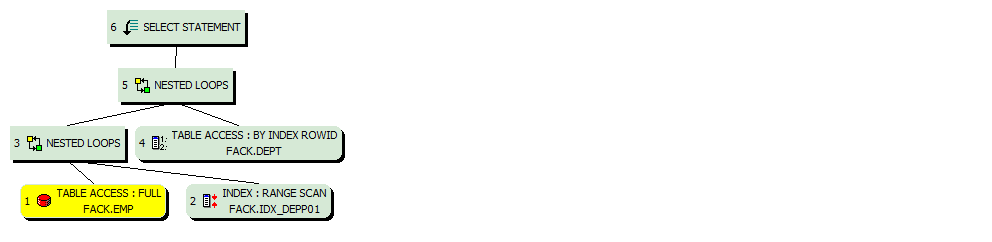 6 SELECT STATEMENT
5 NESTED LOOPS
3 NESTED LOOPS
4 TABLE ACCESS : BY INDEX ROWID
FACK.DEPT
1 TABLE ACCESS : FULL
FACK.EMP
2 INDEX : RANGE SCAN
FACK.IDX_DEPP01